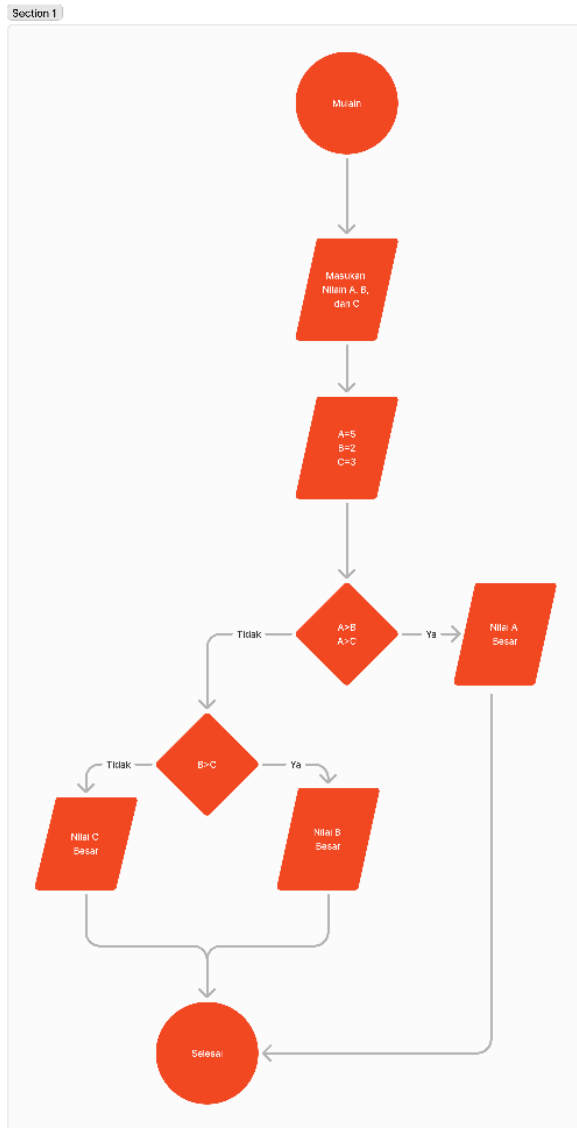 Section 1
Mulain
Masukan
Nilain A, B,
dan C
A=5
B=2
C=3
A>B
A>C
Tidak
Ya
Nilai A
Besar
B>C
Tidak
Ya
Nilai C
Besar
Nilai B
Besar
Selesai